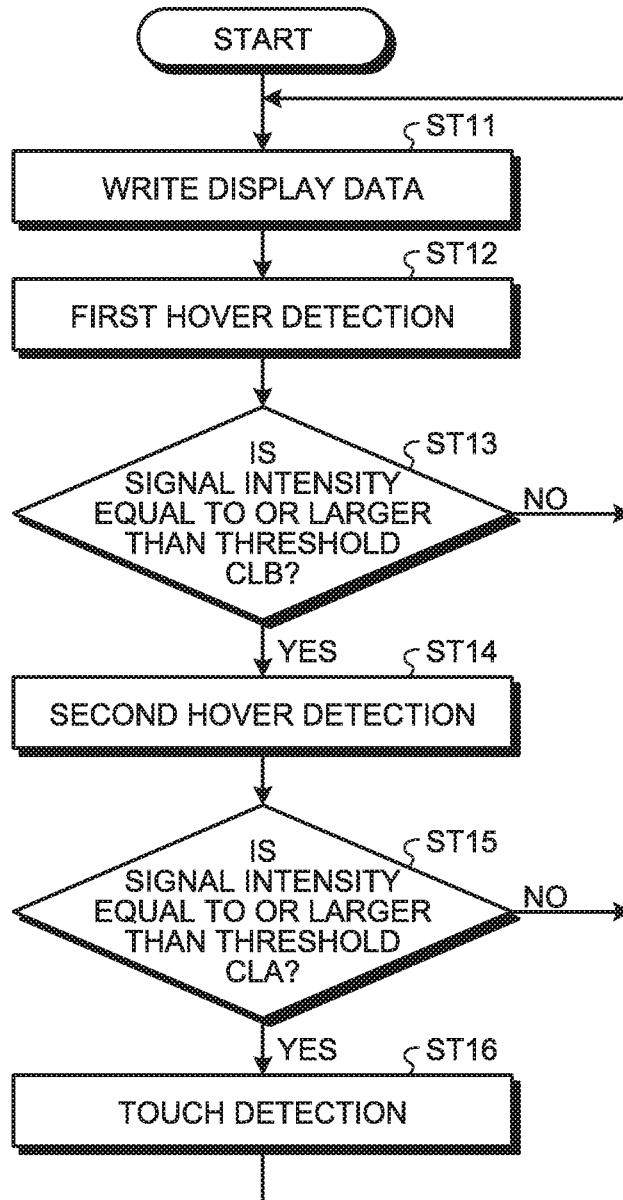 START
ST11
WRITE DISPLAY DATA
ST12
FIRST HOVER DETECTION
ST13
IS
SIGNAL INTENSITY
EQUAL TO OR LARGER
THAN THRESHOLD
CLB?
NO
YES
ST14
SECOND HOVER DETECTION
ST15
IS
SIGNAL INTENSITY
EQUAL TO OR LARGER
THAN THRESHOLD
CLA?
NO
YES
ST16
TOUCH DETECTION